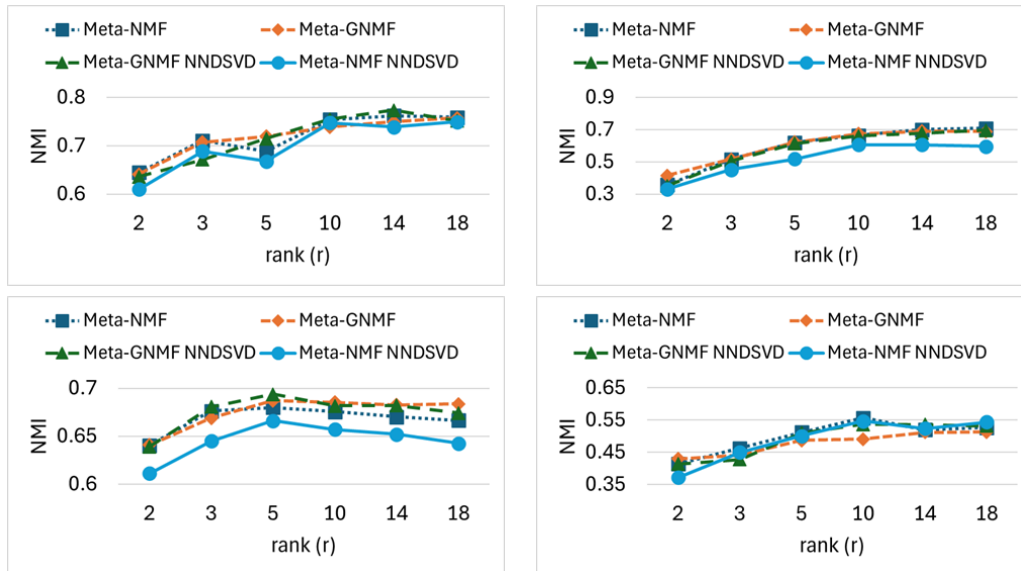 Meta-NMF Meta-GNMF
Meta-GNMF NNDSVD Meta-NMF NNDSVD
0.8
0.7
0.6
NMI
2 3 5 10 14 18
rank (r)
Meta-NMF Meta-GNMF
Meta-GNMF NNDSVD Meta-NMF NNDSVD
0.9
0.7
0.5
0.3
NMI
2 3 5 10 14 18
rank (r)
Meta-NMF Meta-GNMF
Meta-GNMF NNDSVD Meta-NMF NNDSVD
0.7
0.65
0.6
NMI
2 3 5 10 14 18
rank (r)
Meta-NMF Meta-GNMF
Meta-GNMF NNDSVD Meta-NMF NNDSVD
0.65
0.55
0.45
0.35
NMI
2 3 5 10 14 18
rank (r)